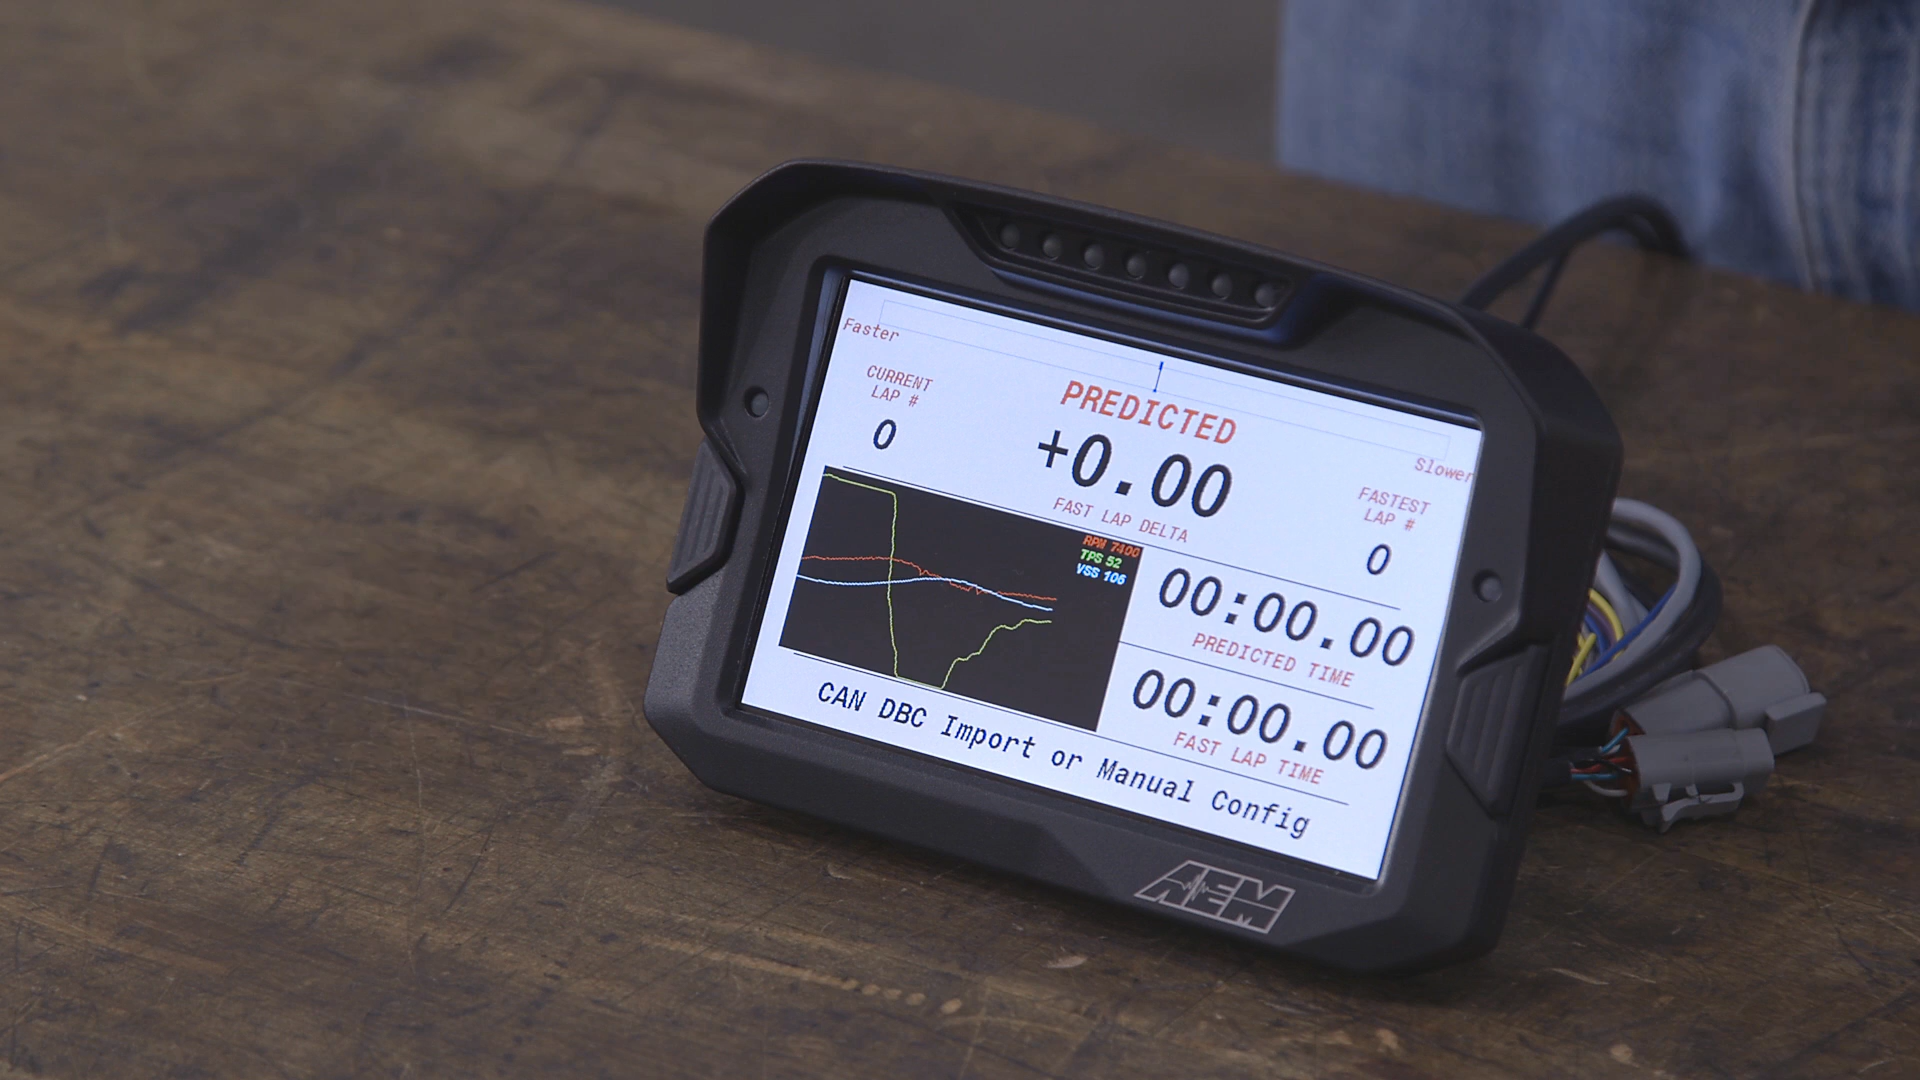 Faster
Slower
CURRENT
LAP #
0
PREDICTED
+0.00
FAST LAP DELTA
FASTEST
LAP #
0
RPM 7400
TPS 52
VSS 106
00:00.00
PREDICTED TIME
00:00.00
FAST LAP TIME
CAN DBC Import or Manual Config
AEM